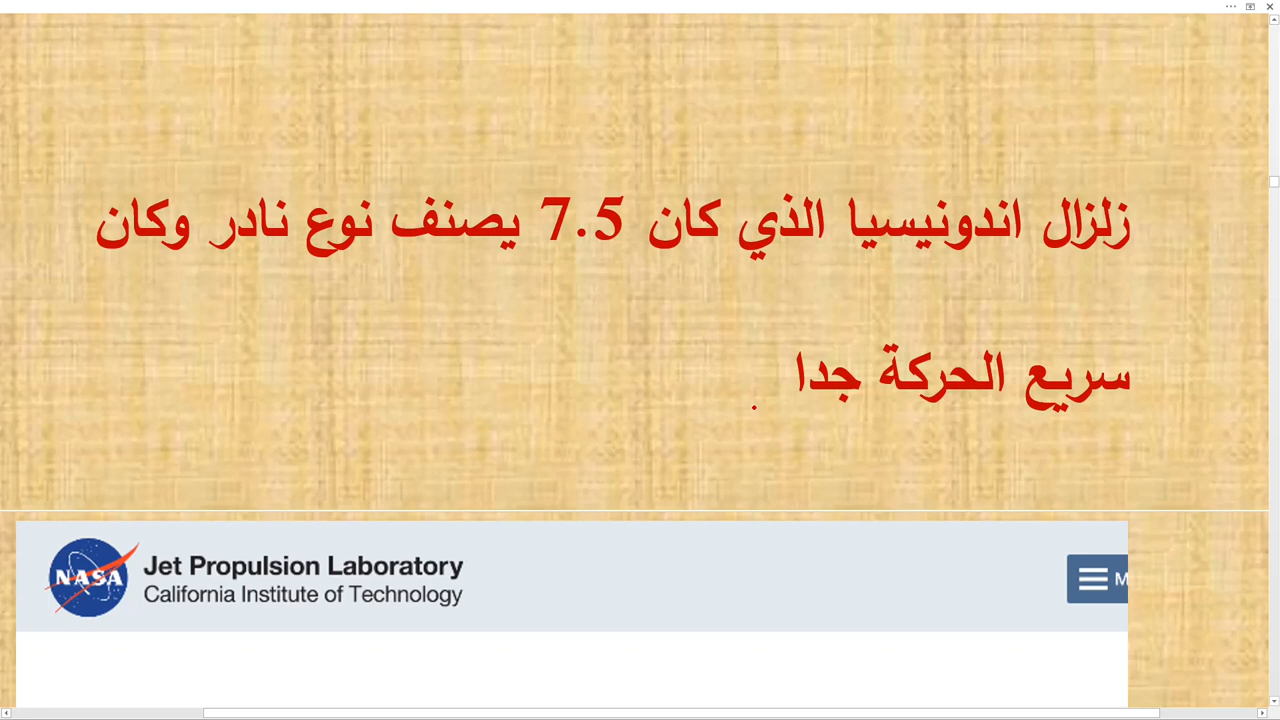 زلزال اندونيسيا الذي كان 7.5 يصنف نوع نادر وكان
سريع الحركة جدا .
NASA
Jet Propulsion Laboratory
California Institute of Technology
M